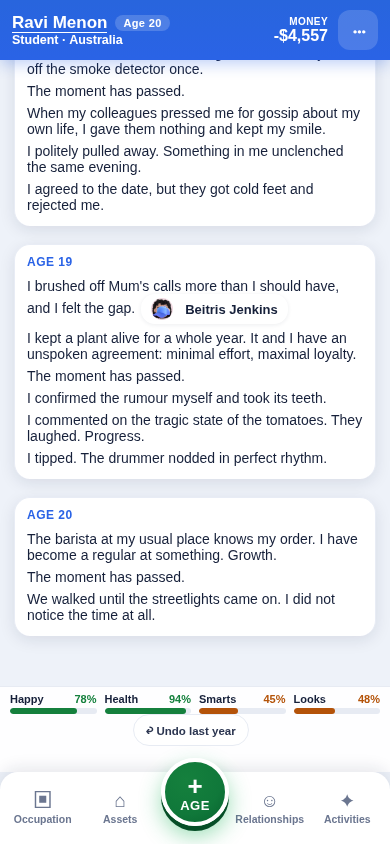 Ravi Menon Age 20
Student · Australia
MONEY
-$4,557
off the smoke detector once.
The moment has passed.
When my colleagues pressed me for gossip about my
own life, I gave them nothing and kept my smile.
I politely pulled away. Something in me unclenched
the same evening.
I agreed to the date, but they got cold feet and
rejected me.
AGE 19
I brushed off Mum's calls more than I should have,
and I felt the gap. Beitris Jenkins
I kept a plant alive for a whole year. It and I have an
unspoken agreement: minimal effort, maximal loyalty.
The moment has passed.
I confirmed the rumour myself and took its teeth.
I commented on the tragic state of the tomatoes. They
laughed. Progress.
I tipped. The drummer nodded in perfect rhythm.
AGE 20
The barista at my usual place knows my order. I have
become a regular at something. Growth.
The moment has passed.
We walked until the streetlights came on. I did not
notice the time at all.
Happy 78% Health 94% Smarts 45% Looks 48%
Undo last year
+
AGE
Occupation Assets Relationships Activities